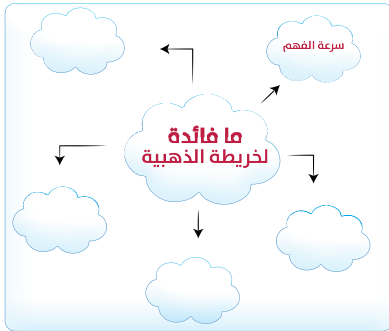 سرعة الفهم
ما فائدة
لخريطة الذهبية